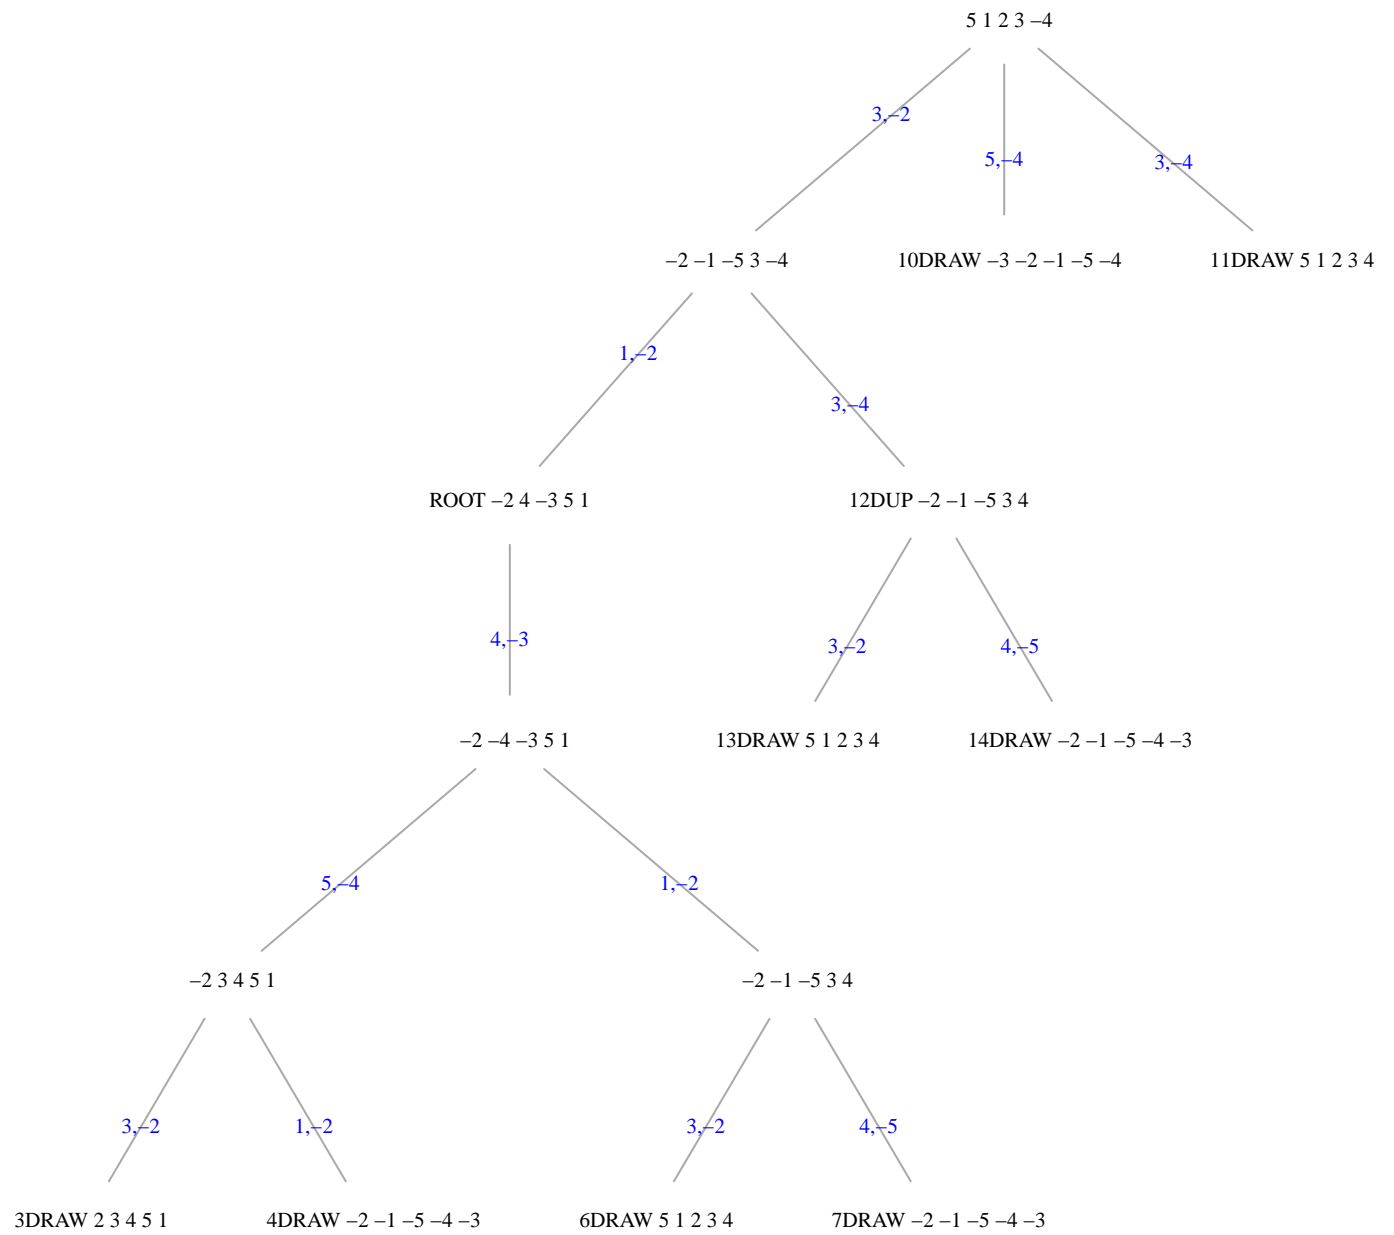 5 1 2 3 –4
3,–2
5,–4
3,–4
–2 –1 –5 3 –4
10DRAW –3 –2 –1 –5 –4
11DRAW 5 1 2 3 4
1,–2
3,–4
ROOT –2 4 –3 5 1
12DUP –2 –1 –5 3 4
4,–3
3,–2
4,–5
–2 –4 –3 5 1
13DRAW 5 1 2 3 4
14DRAW –2 –1 –5 –4 –3
5,–4
1,–2
–2 3 4 5 1
–2 –1 –5 3 4
3,–2
1,–2
3,–2
4,–5
3DRAW 2 3 4 5 1
4DRAW –2 –1 –5 –4 –3
6DRAW 5 1 2 3 4
7DRAW –2 –1 –5 –4 –3